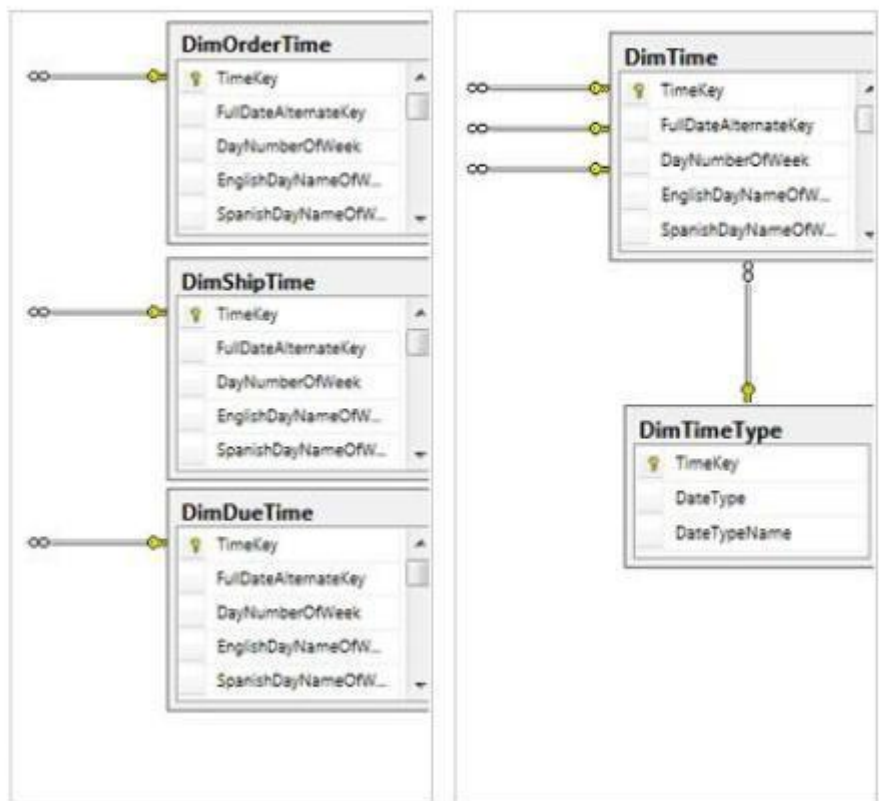 DimOrderTime
TimeKey
FullDateAlternateKey
DayNumberOfWeek
EnglishDayNameOfW...
SpanishDayNameOfW...
DimShipTime
TimeKey
FullDateAlternateKey
DayNumberOfWeek
EnglishDayNameOfW...
SpanishDayNameOfW...
DimDueTime
TimeKey
FullDateAlternateKey
DayNumberOfWeek
EnglishDayNameOfW...
SpanishDayNameOfW...
DimTime
TimeKey
FullDateAlternateKey
DayNumberOfWeek
EnglishDayNameOfW...
SpanishDayNameOfW...
DimTimeType
TimeKey
DateType
DateTypeName